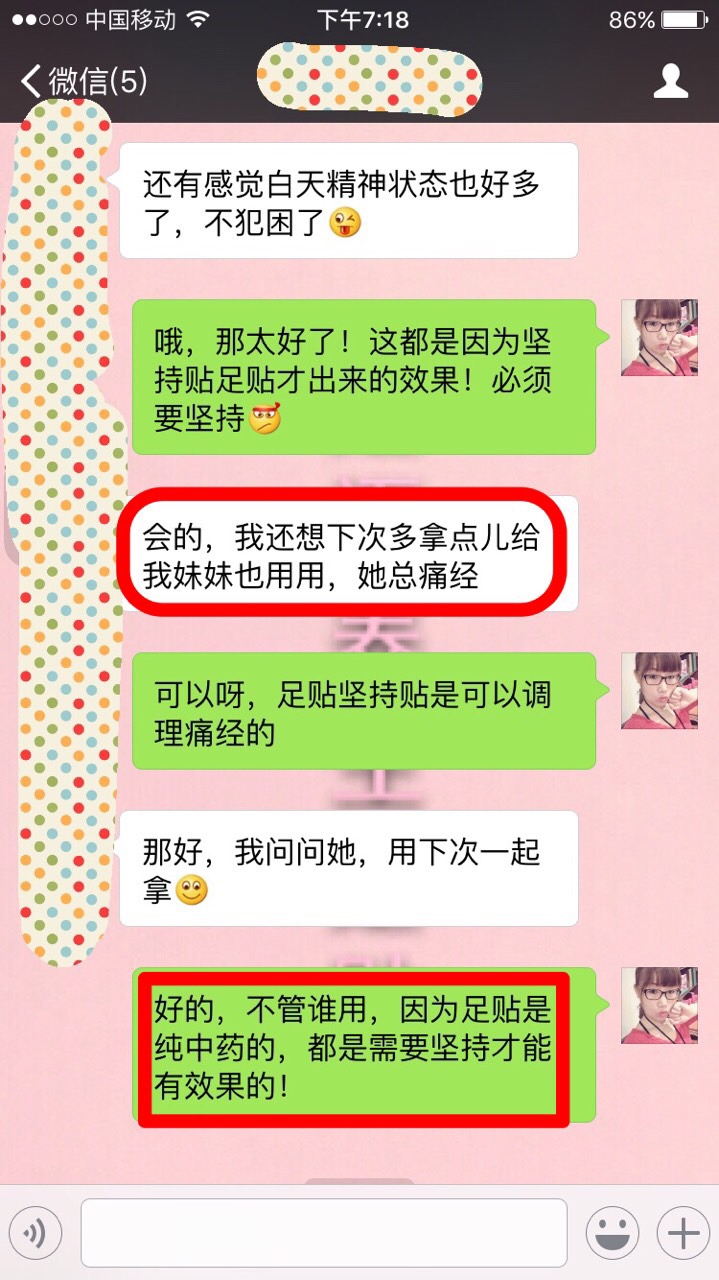 中国移动 下午7:18 86%
微信(5)
还有感觉白天精神状态也好多
了，不犯困了
哦，那太好了！这都是因为坚
持贴足贴才出来的效果！必须
要坚持
会的，我还想下次多拿点儿给
我妹妹也用用，她总痛经
可以呀，足贴坚持贴是可以调
理痛经的
那好，我问问她，用下次一起
拿
好的，不管谁用，因为足贴是
纯中药的，都是需要坚持才能
有效果的！